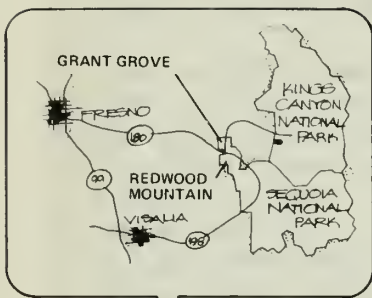 GRANT GROVE
KINGS
CANYON
NATIONAL
PARK
FRESNO
180
REDWOOD
MOUNTAIN
99
SEQUOIA
NATIONAL
PARK
VISALIA
198